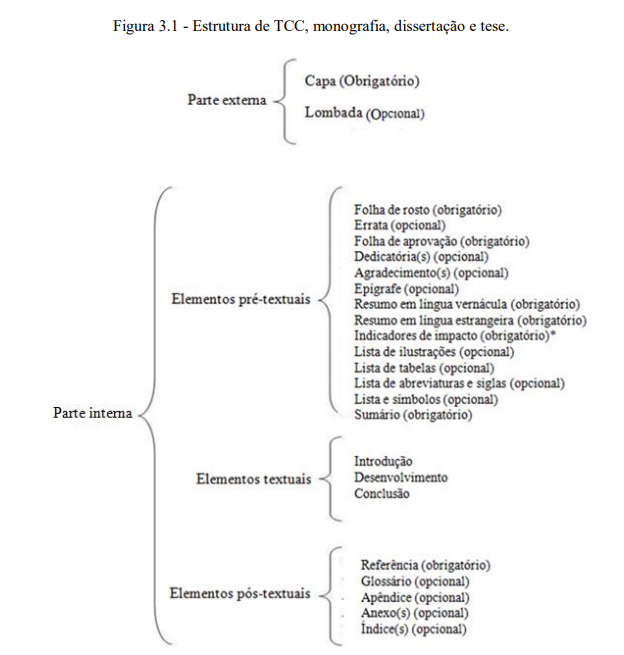 Figura 3.1 - Estrutura de TCC, monografia, dissertação e tese.
Parte externa
Capa (Obrigatório)
Lombada (Opcional)
Parte interna
Elementos pré-textuais
Folha de rosto (obrigatório)
Errata (opcional)
Folha de aprovação (obrigatório)
Dedicatória(s) (opcional)
Agradecimento(s) (opcional)
Epígrafe (opcional)
Resumo em língua vernácula (obrigatório)
Resumo em língua estrangeira (obrigatório)
Indicadores de impacto (obrigatório)*
Lista de ilustrações (opcional)
Lista de tabelas (opcional)
Lista de abreviaturas e siglas (opcional)
Lista e símbolos (opcional)
Sumário (obrigatório)
Elementos textuais
Introdução
Desenvolvimento
Conclusão
Elementos pós-textuais
Referência (obrigatório)
Glossário (opcional)
Apêndice (opcional)
Anexo(s) (opcional)
Índice(s) (opcional)